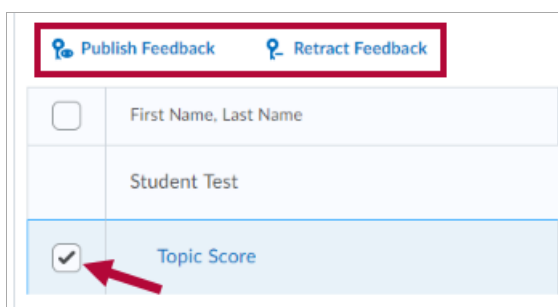 Publish Feedback Retract Feedback
First Name, Last Name
Student Test
Topic Score